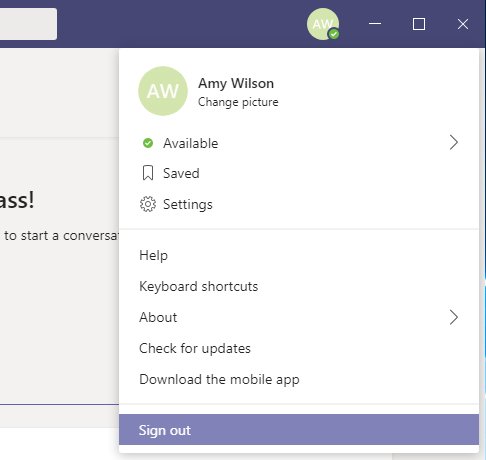 AW
AW
Amy Wilson
Change picture
Available
Saved
Settings
ass!
to start a conversa
Help
Keyboard shortcuts
About
Check for updates
Download the mobile app
Sign out